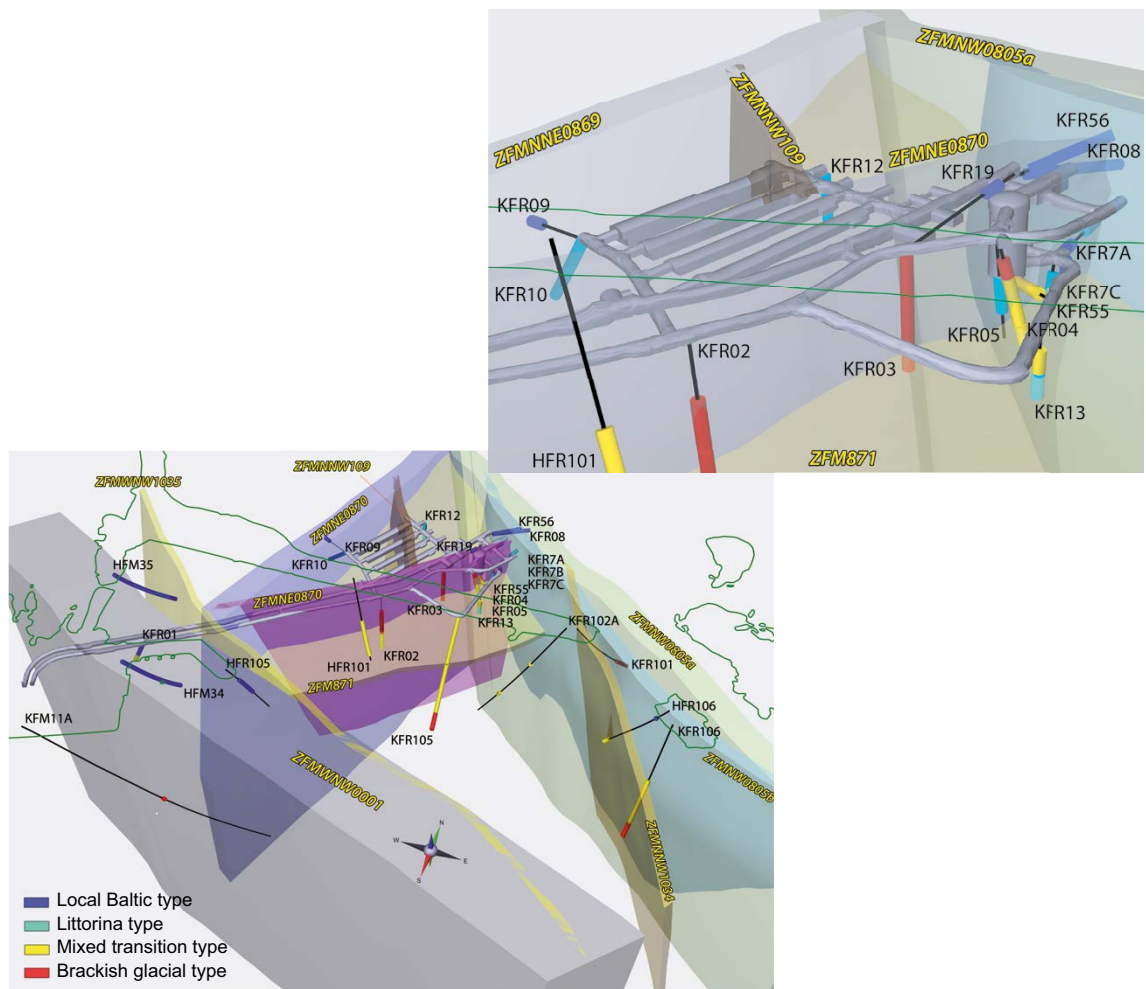 ZFMNW0805a
ZFMNNE0869
ZFMNNW109
ZFMNE0870
KFR56
KFR12
KFR19
KFR08
KFR09
KFR7A
KFR10
KFR7C
KFR55
KFR02
KFR05
KFR04
KFR03
KFR13
HFR101
ZFM871
ZFMNNW109
ZFMWNW1035
ZFMNE0870
KFR12
KFR56
KFR08
KFR09
KFR19
KFR10
HFM35
KFR7A
KFR7B
KFR7C
KFR55
KFR04
KFR05
KFR13
ZFMNE0870
KFR03
KFR01
KFR102A
ZFMNW0805a
HFR105
HFR101
KFR02
KFR101
HFM34
ZFM871
HFR106
KFM11A
KFR105
KFR106
ZFMWNW0001
ZFMNW0805b
N
W
E
S
ZFMNNW1034
Local Baltic type
Littorina type
Mixed transition type
Brackish glacial type